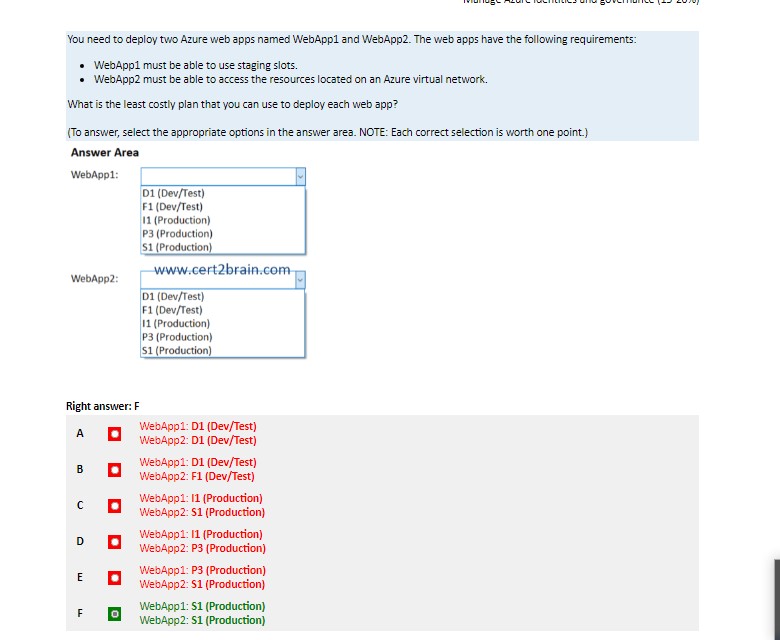 Manage Azure identities and governance (15-20%)
You need to deploy two Azure web apps named WebApp1 and WebApp2. The web apps have the following requirements:
• WebApp1 must be able to use staging slots.
• WebApp2 must be able to access the resources located on an Azure virtual network.
What is the least costly plan that you can use to deploy each web app?
(To answer, select the appropriate options in the answer area. NOTE: Each correct selection is worth one point.)
Answer Area
WebApp1:
D1 (Dev/Test)
F1 (Dev/Test)
I1 (Production)
P3 (Production)
S1 (Production)
www.cert2brain.com
WebApp2:
D1 (Dev/Test)
F1 (Dev/Test)
I1 (Production)
P3 (Production)
S1 (Production)
Right answer: F
A WebApp1: D1 (Dev/Test)
WebApp2: D1 (Dev/Test)
B WebApp1: D1 (Dev/Test)
WebApp2: F1 (Dev/Test)
C WebApp1: I1 (Production)
WebApp2: S1 (Production)
D WebApp1: I1 (Production)
WebApp2: P3 (Production)
E WebApp1: P3 (Production)
WebApp2: S1 (Production)
F WebApp1: S1 (Production)
WebApp2: S1 (Production)